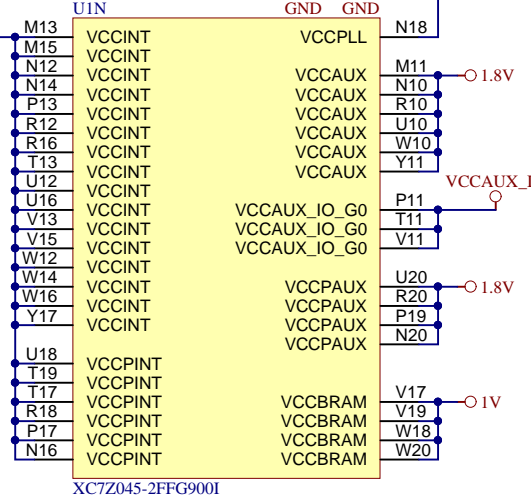 U1N GND GND
M13 VCCINT VCCPLL N18
M15 VCCINT
N12 VCCINT VCCAUX M11 1.8V
N14 VCCINT VCCAUX N10
P13 VCCINT VCCAUX R10
R12 VCCINT VCCAUX U10
R16 VCCINT VCCAUX W10
T13 VCCINT VCCAUX Y11
U12 VCCINT VCCAUX_I
U16 VCCINT VCCAUX_IO_G0 P11
V13 VCCINT VCCAUX_IO_G0 T11
V15 VCCINT VCCAUX_IO_G0 V11
W12 VCCINT
W14 VCCINT VCCPAUX U20 1.8V
W16 VCCINT VCCPAUX R20
Y17 VCCINT VCCPAUX P19
VCCPAUX N20
U18 VCCPINT
T19 VCCPINT
T17 VCCPINT VCCBRAM V17 1V
R18 VCCPINT VCCBRAM V19
P17 VCCPINT VCCBRAM W18
N16 VCCPINT VCCBRAM W20
XC7Z045-2FFG900I